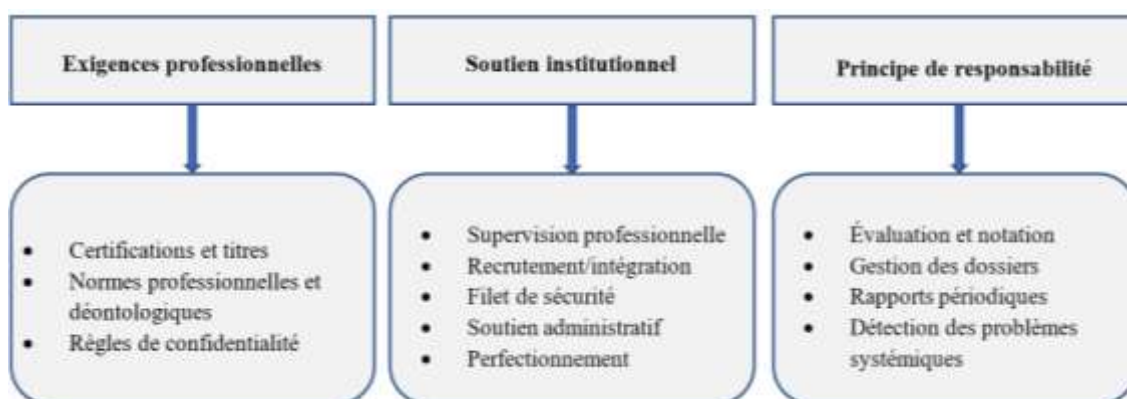 Exigences professionnelles
Soutien institutionnel
Principe de responsabilité
• Certifications et titres
• Normes professionnelles et
déontologiques
• Règles de confidentialité
• Supervision professionnelle
• Recrutement/intégration
• Filet de sécurité
• Soutien administratif
• Perfectionnement
• Évaluation et notation
• Gestion des dossiers
• Rapports périodiques
• Détection des problèmes
systémiques